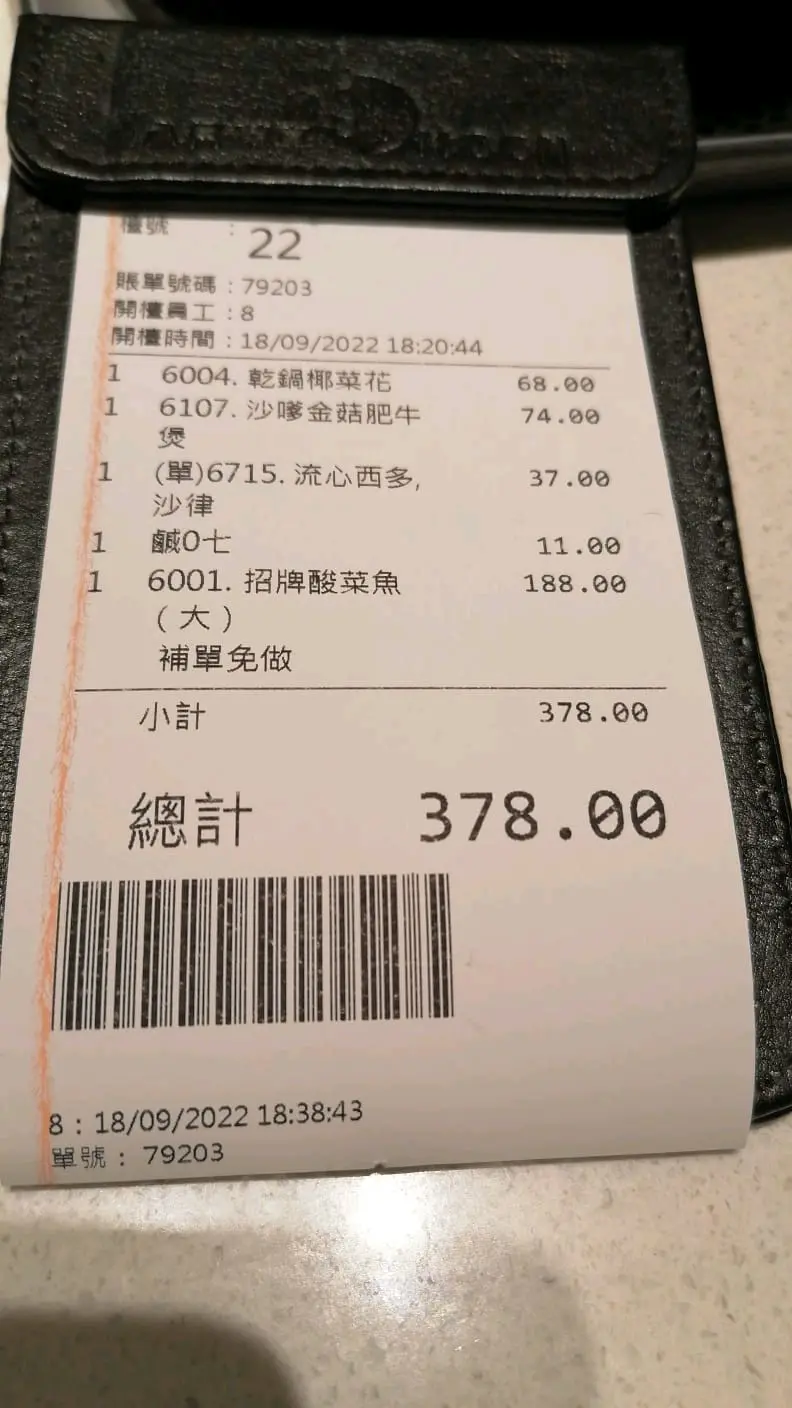 檯號 : 22
賬單號碼 : 79203
開檯員工 : 8
開檯時間 : 18/09/2022 18:20:44
1 6004. 乾鍋椰菜花 68.00
1 6107. 沙嗲金菇肥牛 74.00
煲
1 (單)6715. 流心西多, 37.00
沙律
1 鹹0七 11.00
1 6001. 招牌酸菜魚 188.00
(大)
補單免做
小計 378.00
總計 378.00
8 : 18/09/2022 18:38:43
單號 : 79203